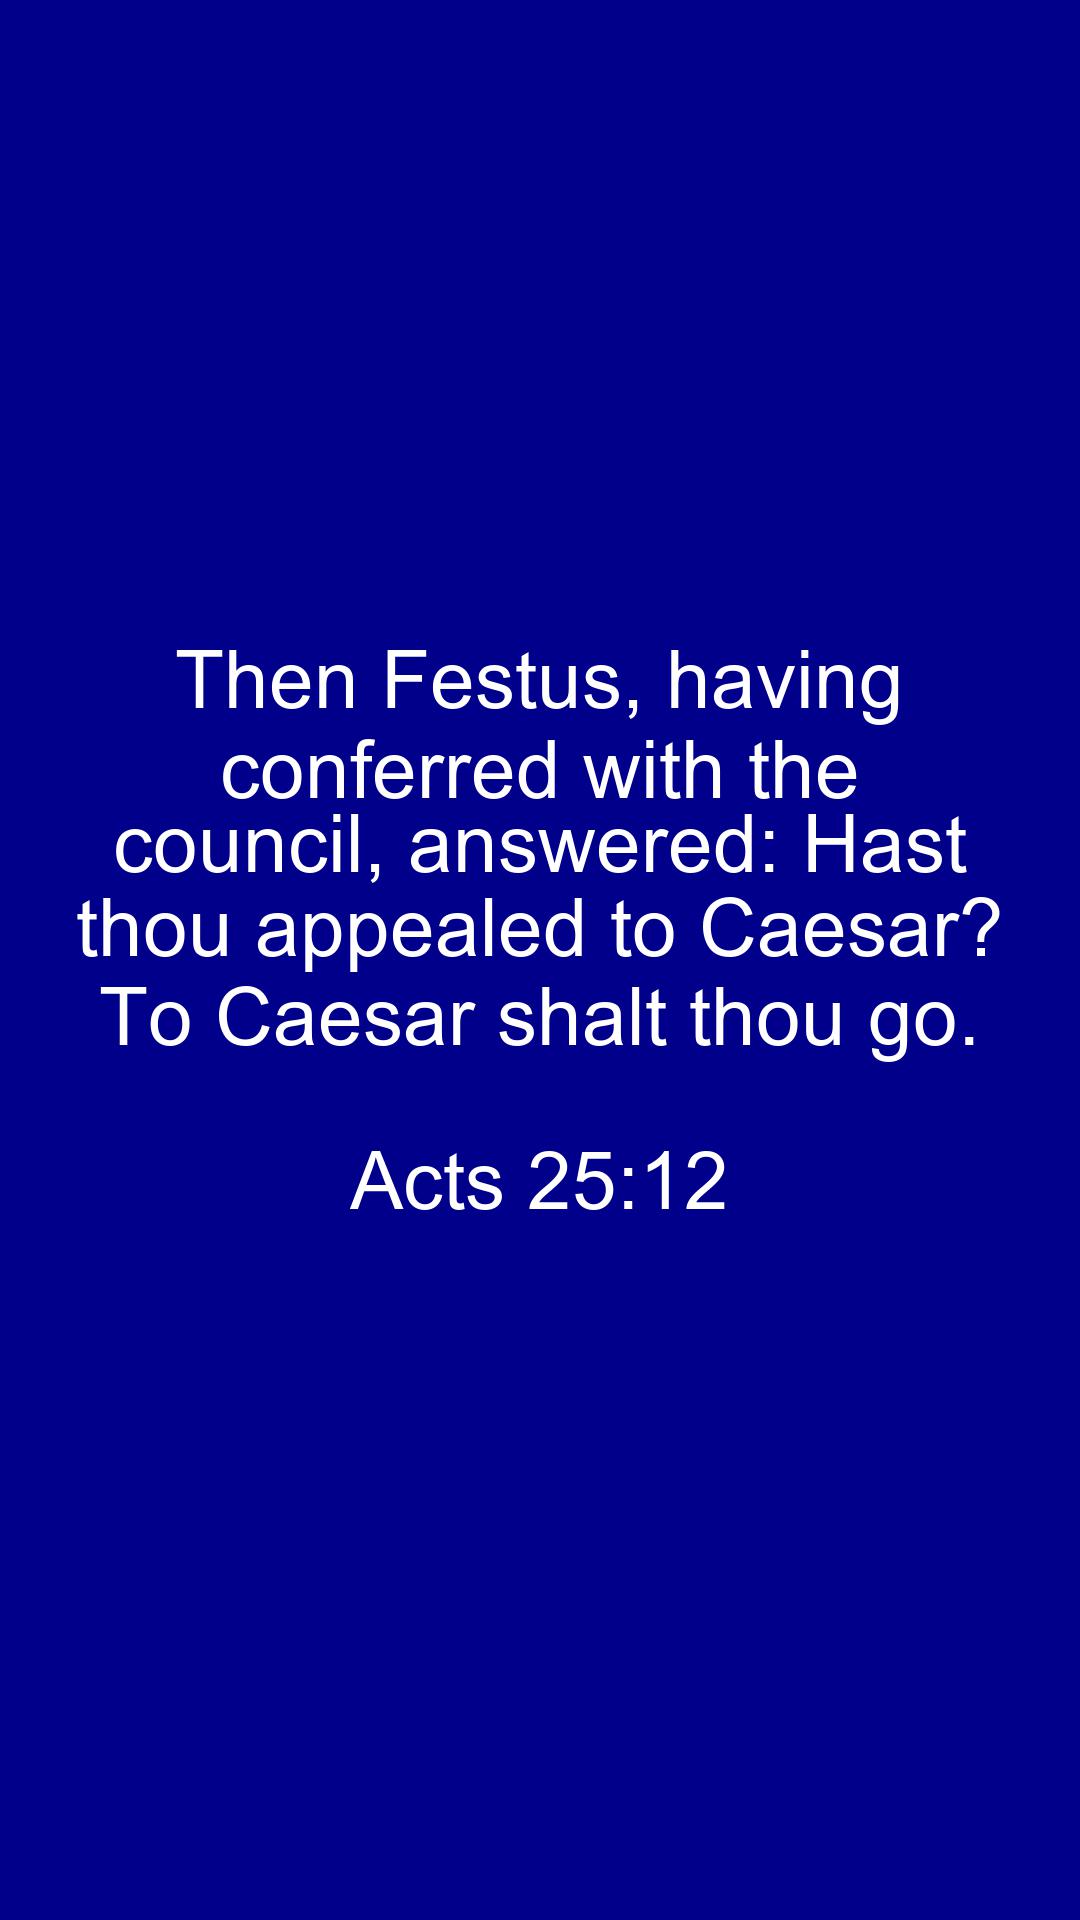 Then Festus, having
conferred with the
council, answered: Hast
thou appealed to Caesar?
To Caesar shalt thou go.
Acts 25:12